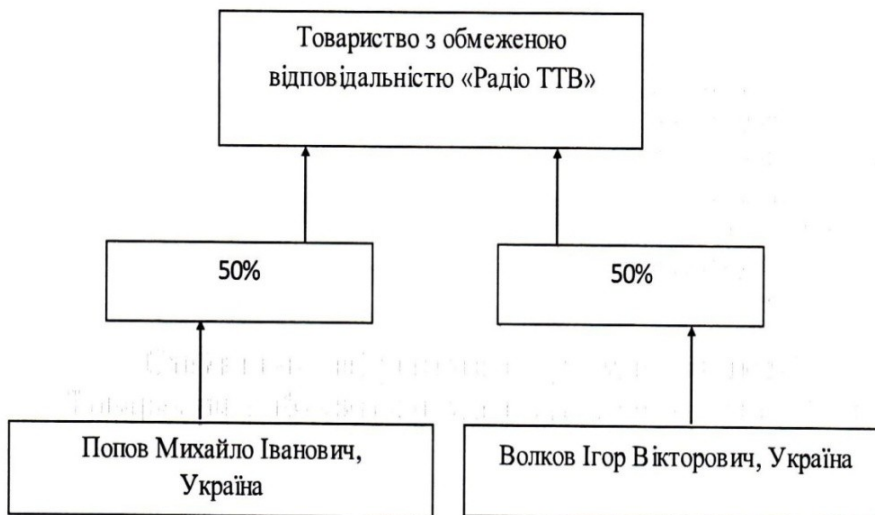 Товариство з обмеженою
відповідальністю «Радіо ТТВ»
50%
50%
Попов Михайло Іванович,
Україна
Волков Ігор Вікторович, Україна